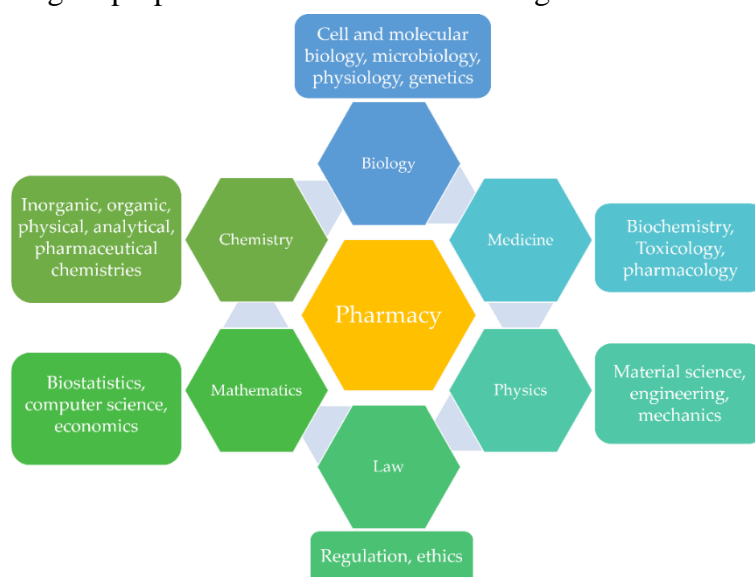 Cell and molecular
biology, microbiology,
physiology, genetics
Biology
Inorganic, organic,
physical, analytical,
pharmaceutical
chemistries
Chemistry
Medicine
Biochemistry,
Toxicology,
pharmacology
Pharmacy
Biostatistics,
computer science,
economics
Mathematics
Physics
Material science,
engineering,
mechanics
Law
Regulation, ethics